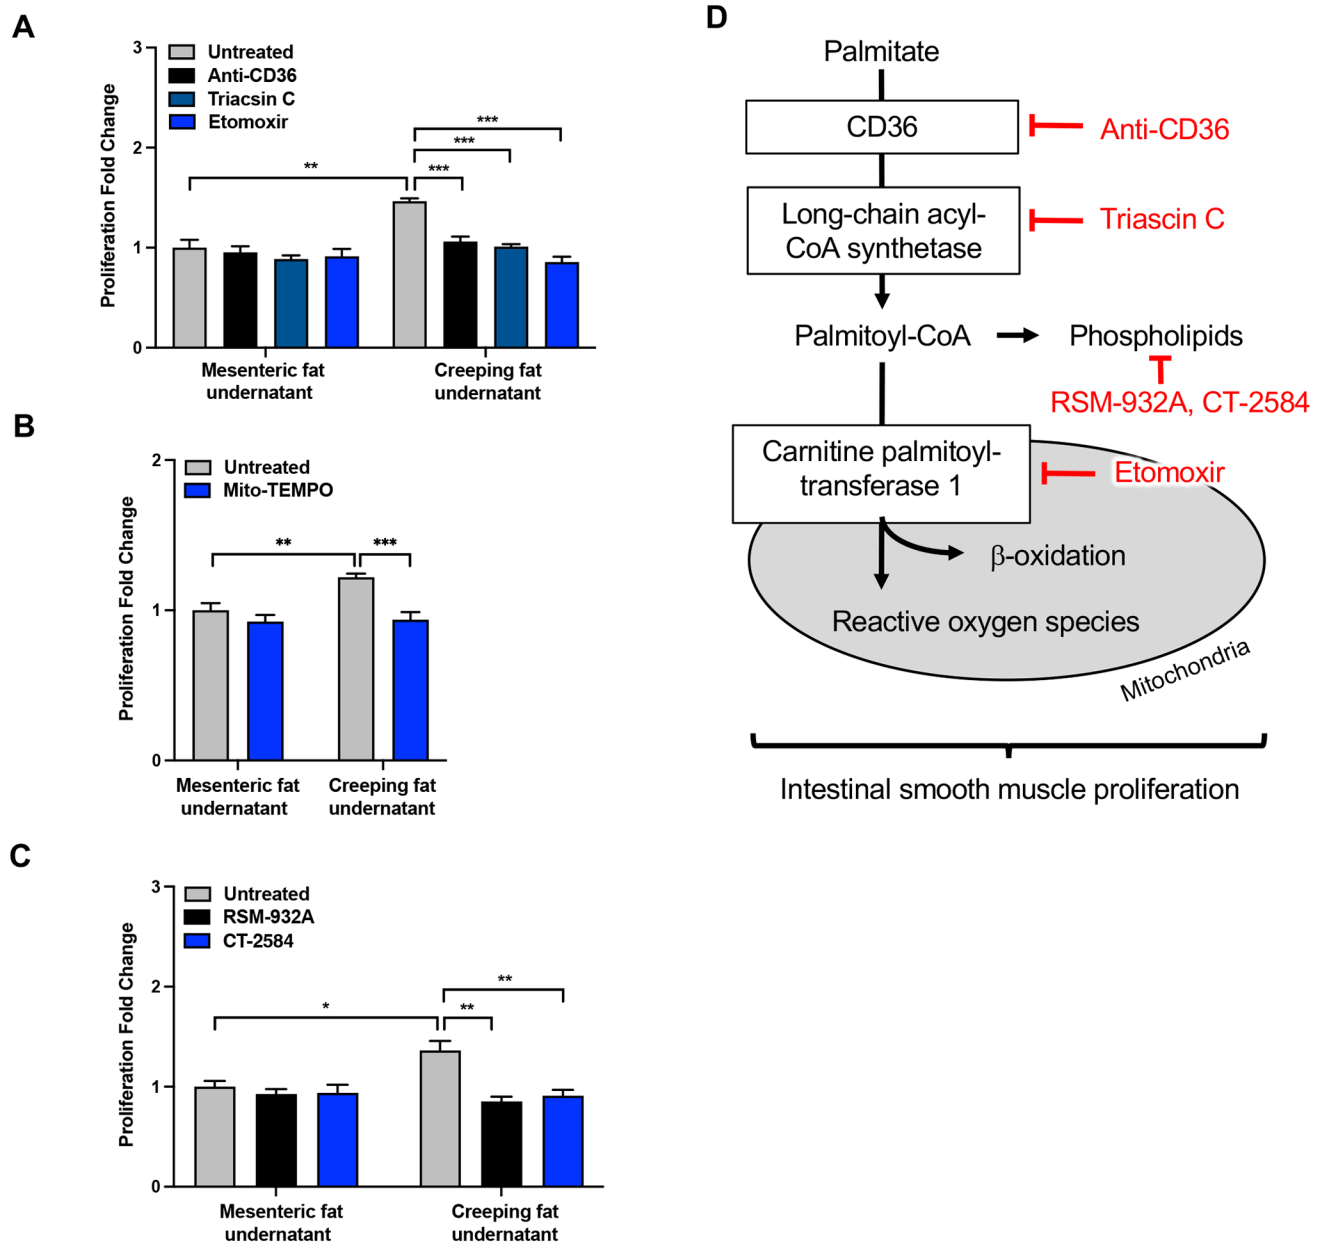 A
3
2
1
0
Proliferation Fold Change
Untreated
Anti-CD36
Triacsin C
Etomoxir
**
***
***
***
Mesenteric fat
undernatant
Creeping fat
undernatant
B
2
1
0
Proliferation Fold Change
Untreated
Mito-TEMPO
**
***
Mesenteric fat
undernatant
Creeping fat
undernatant
C
3
2
1
0
Proliferation Fold Change
Untreated
RSM-932A
CT-2584
*
**
**
Mesenteric fat
undernatant
Creeping fat
undernatant
D
Palmitate
CD36
Anti-CD36
Long-chain acyl-
CoA synthetase
Triascin C
Palmitoyl-CoA
Phospholipids
RSM-932A, CT-2584
Carnitine palmitoyl-
transferase 1
Etomoxir
β-oxidation
Reactive oxygen species
Mitochondria
Intestinal smooth muscle proliferation